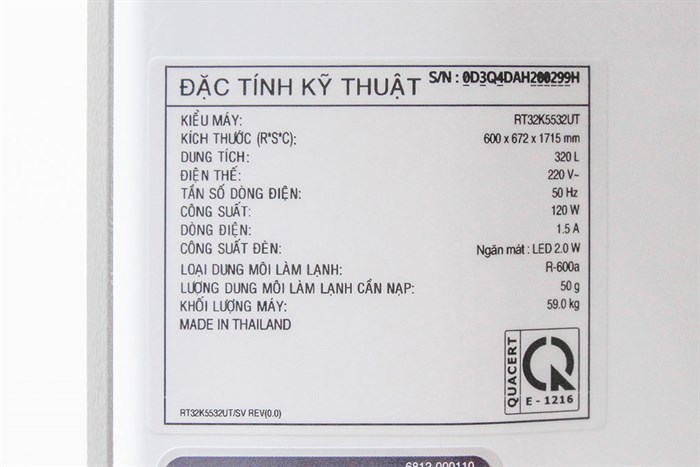 ĐẶC TÍNH KỸ THUẬT S/N : 0D3Q4DAH200299H
KIỂU MÁY: RT32K5532UT
KÍCH THƯỚC (R*S*C): 600 x 672 x 1715 mm
DUNG TÍCH: 320 L
ĐIỆN THẾ: 220 V~
TẦN SỐ DÒNG ĐIỆN: 50 Hz
CÔNG SUẤT: 120 W
DÒNG ĐIỆN: 1.5 A
CÔNG SUẤT ĐÈN: Ngăn mát : LED 2.0 W
LOẠI DUNG MÔI LÀM LẠNH: R-600a
LƯỢNG DUNG MÔI LÀM LẠNH CẦN NẠP: 50 g
KHỐI LƯỢNG MÁY: 59.0 kg
MADE IN THAILAND
QUACERT
E - 1216
RT32K5532UT/SV REV(0.0)
6812-000110